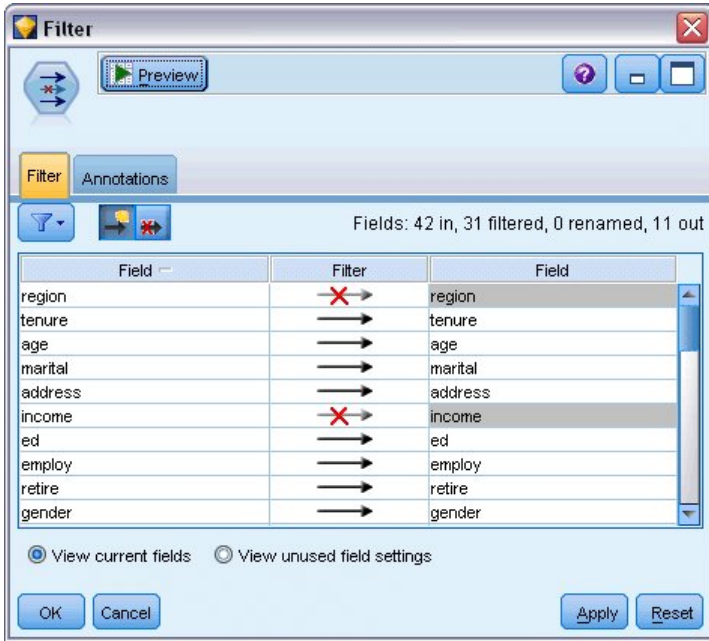 Filter
Preview
Filter Annotations
Fields: 42 in, 31 filtered, 0 renamed, 11 out
Field Filter Field
region region
tenure tenure
age age
marital marital
address address
income income
ed ed
employ employ
retire retire
gender gender
View current fields View unused field settings
OK Cancel Apply Reset